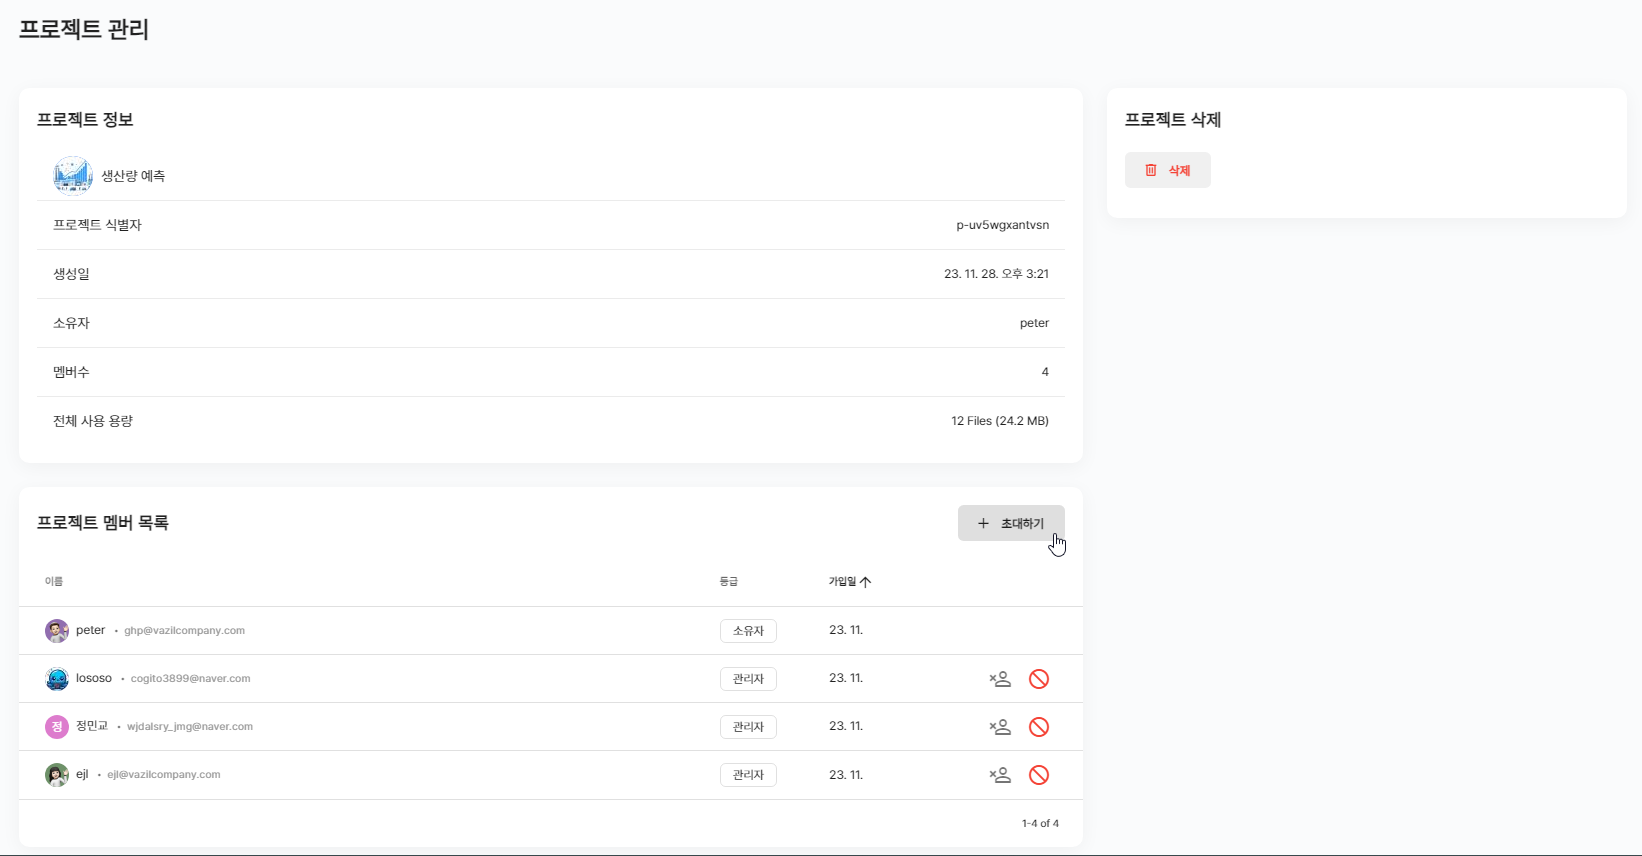 프로젝트 관리
프로젝트 정보
생산량 예측
프로젝트 식별자 p-uv5wgxantvsn
생성일 23. 11. 28. 오후 3:21
소유자 peter
멤버수 4
전체 사용 용량 12 Files (24.2 MB)
프로젝트 삭제
삭제
프로젝트 멤버 목록 + 초대하기
이름 등급 가입일
peter • ghp@vazilcompany.com 소유자 23. 11.
lososo • cogito3899@naver.com 관리자 23. 11.
정 정민교 • wjdalsry_jmg@naver.com 관리자 23. 11.
ejl • ejl@vazilcompany.com 관리자 23. 11.
1-4 of 4